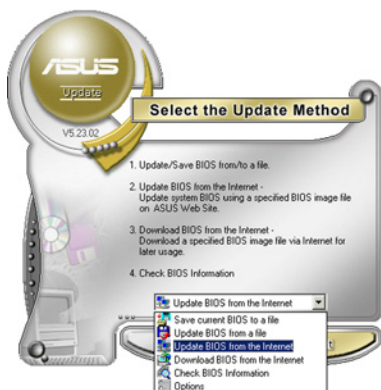 ASUS
Update
V5.23.02
Select the Update Method
1. Update/Save BIOS from/to a file.
2. Update BIOS from the Internet -
Update system BIOS using a specified BIOS image file
on ASUS Web Site.
3. Download BIOS from the Internet -
Download a specified BIOS image file via Internet for
later usage.
4. Check BIOS Information
Update BIOS from the Internet
Save current BIOS to a file
Update BIOS from a file
Update BIOS from the Internet
Download BIOS from the Internet
Check BIOS Information
Options